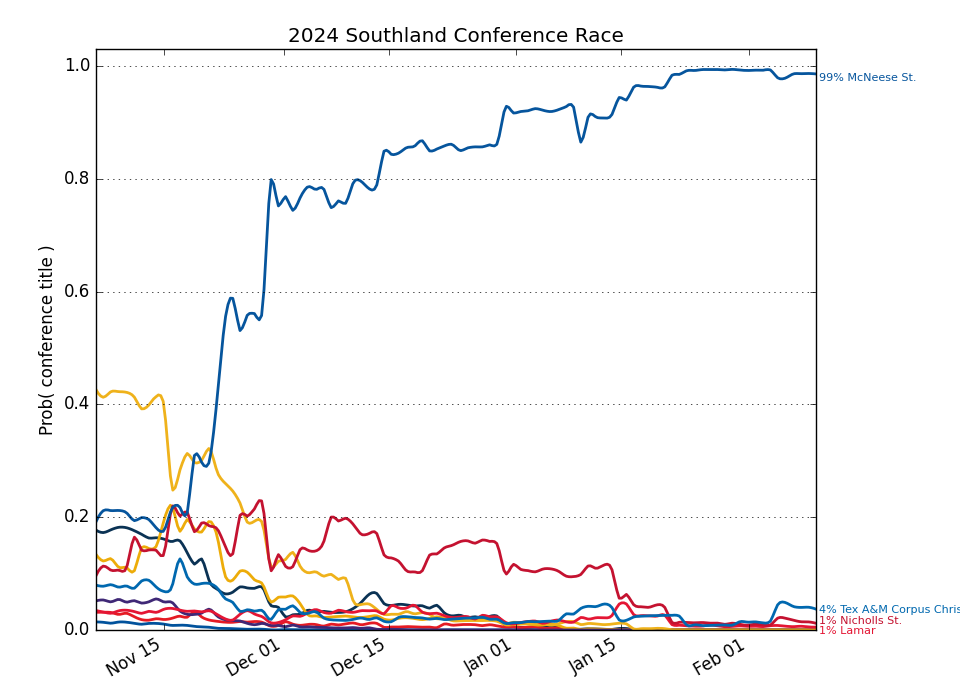 2024 Southland Conference Race
Prob( conference title )
1.0
0.8
0.6
0.4
0.2
0.0
99% McNeese St.
4% Tex A&M Corpus Chris
1% Nicholls St.
1% Lamar
Nov 15
Dec 01
Dec 15
Jan 01
Jan 15
Feb 01